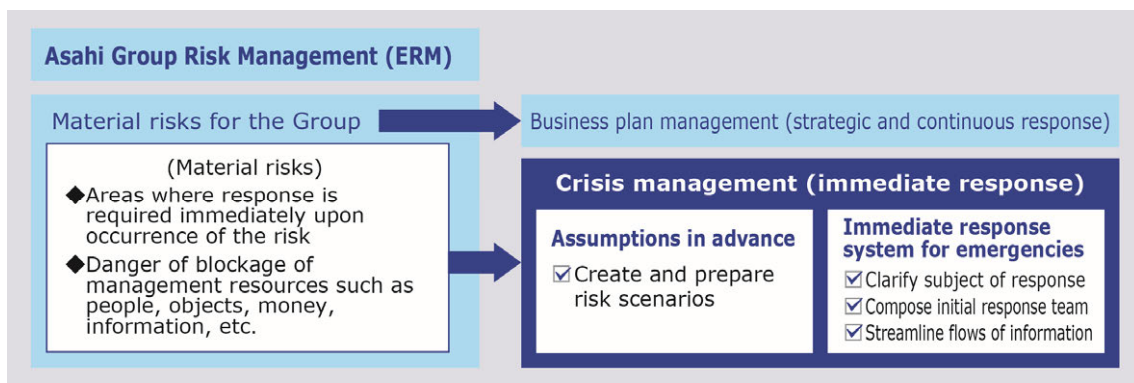 Asahi Group Risk Management (ERM)
Material risks for the Group
(Material risks)
◆Areas where response is
required immediately upon
occurrence of the risk
◆Danger of blockage of
management resources such as
people, objects, money,
information, etc.
Business plan management (strategic and continuous response)
Crisis management (immediate response)
Assumptions in advance
☑Create and prepare
risk scenarios
Immediate response
system for emergencies
☑Clarify subject of response
☑Compose initial response team
☑Streamline flows of information